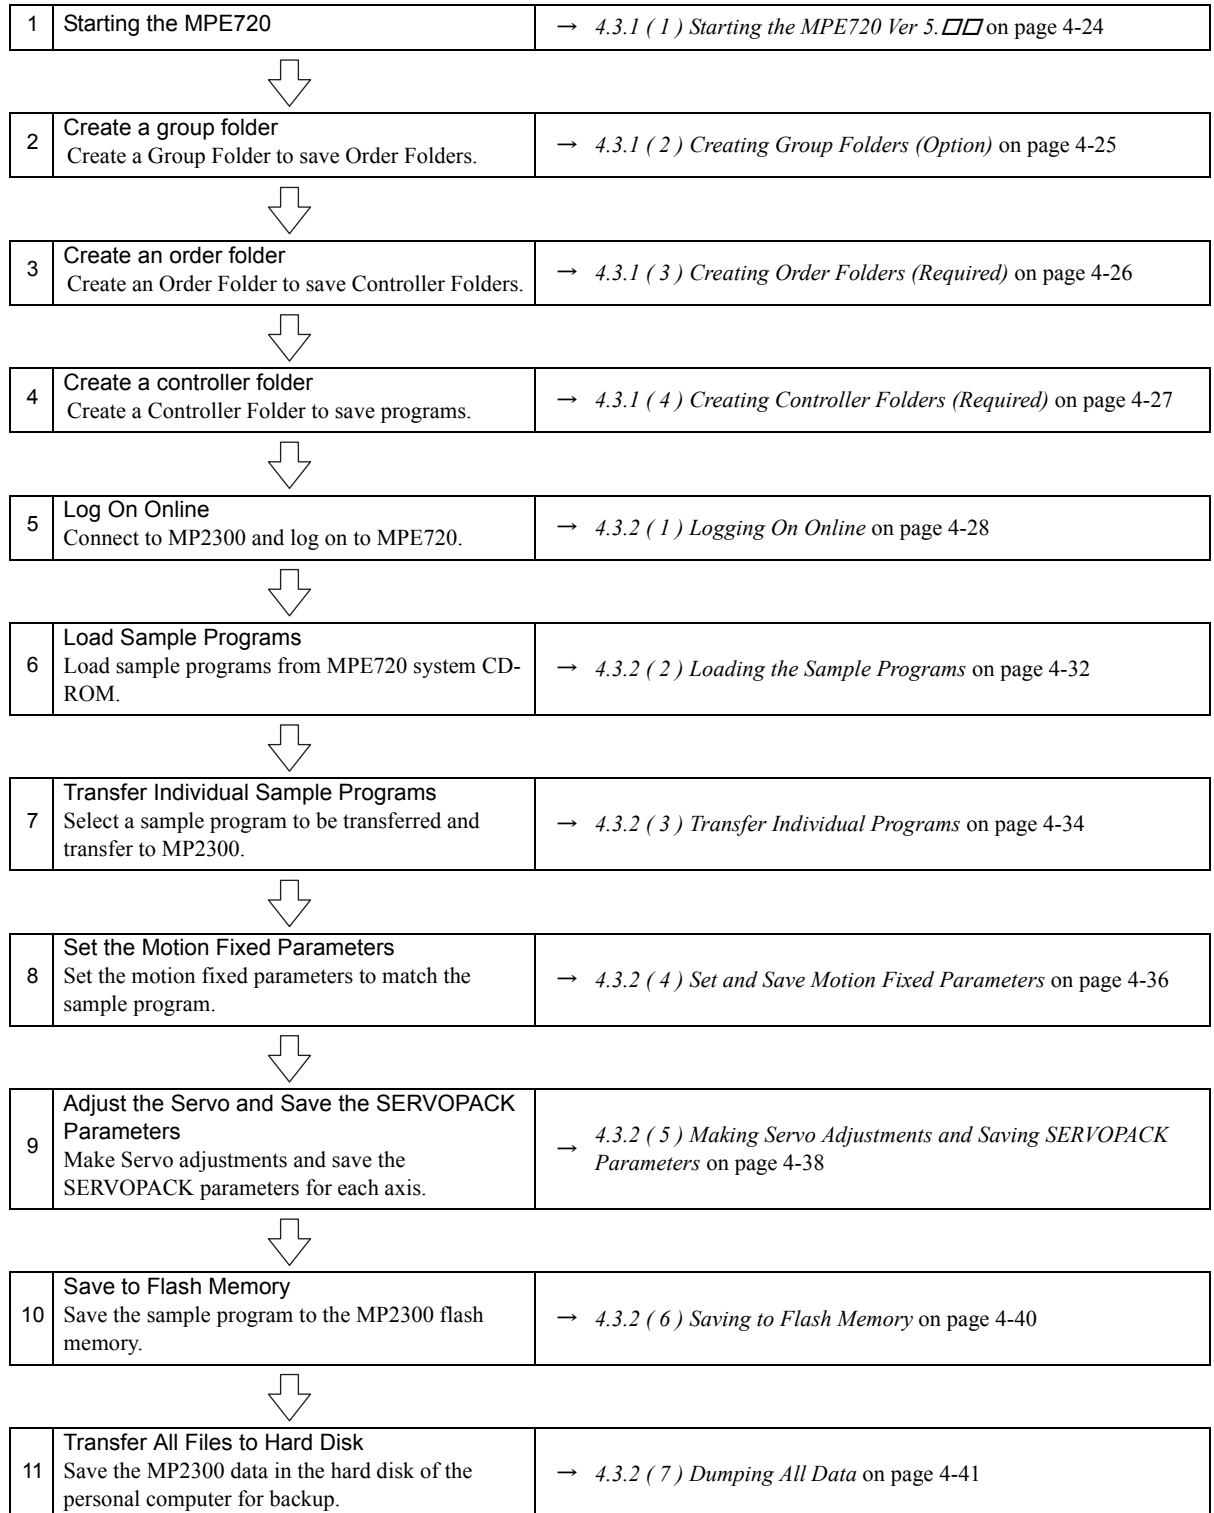 1 Starting the MPE720 → 4.3.1 ( 1 ) Starting the MPE720 Ver 5.□□ on page 4-24
2 Create a group folder
Create a Group Folder to save Order Folders.
→ 4.3.1 ( 2 ) Creating Group Folders (Option) on page 4-25
3 Create an order folder
Create an Order Folder to save Controller Folders.
→ 4.3.1 ( 3 ) Creating Order Folders (Required) on page 4-26
4 Create a controller folder
Create a Controller Folder to save programs.
→ 4.3.1 ( 4 ) Creating Controller Folders (Required) on page 4-27
5 Log On Online
Connect to MP2300 and log on to MPE720.
→ 4.3.2 ( 1 ) Logging On Online on page 4-28
6 Load Sample Programs
Load sample programs from MPE720 system CD-
ROM.
→ 4.3.2 ( 2 ) Loading the Sample Programs on page 4-32
7 Transfer Individual Sample Programs
Select a sample program to be transferred and
transfer to MP2300.
→ 4.3.2 ( 3 ) Transfer Individual Programs on page 4-34
8 Set the Motion Fixed Parameters
Set the motion fixed parameters to match the
sample program.
→ 4.3.2 ( 4 ) Set and Save Motion Fixed Parameters on page 4-36
9 Adjust the Servo and Save the SERVOPACK
Parameters
Make Servo adjustments and save the
SERVOPACK parameters for each axis.
→ 4.3.2 ( 5 ) Making Servo Adjustments and Saving SERVOPACK
Parameters on page 4-38
10 Save to Flash Memory
Save the sample program to the MP2300 flash
memory.
→ 4.3.2 ( 6 ) Saving to Flash Memory on page 4-40
11 Transfer All Files to Hard Disk
Save the MP2300 data in the hard disk of the
personal computer for backup.
→ 4.3.2 ( 7 ) Dumping All Data on page 4-41